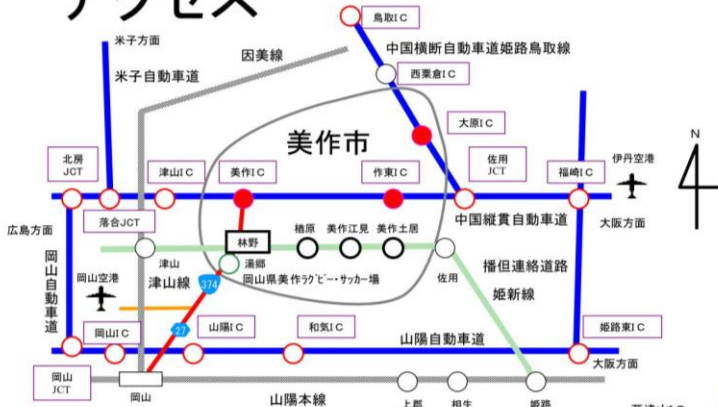 アクセス
鳥取IC
米子方面
因美線
中国横断自動車道姫路鳥取線
米子自動車道
西粟倉IC
大原IC
美作市
北房
JCT
津山IC
美作IC
作東IC
佐用
JCT
福崎IC
伊丹空港
N
広島方面
落合JCT
中国縦貫自動車道
大阪方面
林野
楢原
美作江見
美作土居
岡山自動車道
岡山空港
津山
津山線
湯郷
岡山県美作ラグビー・サッカー場
佐用
播但連絡道路
姫新線
374
27
岡山IC
山陽IC
和気IC
山陽自動車道
姫路東IC
大阪方面
岡山
JCT
岡山
山陽本線
上郡
相生
姫路